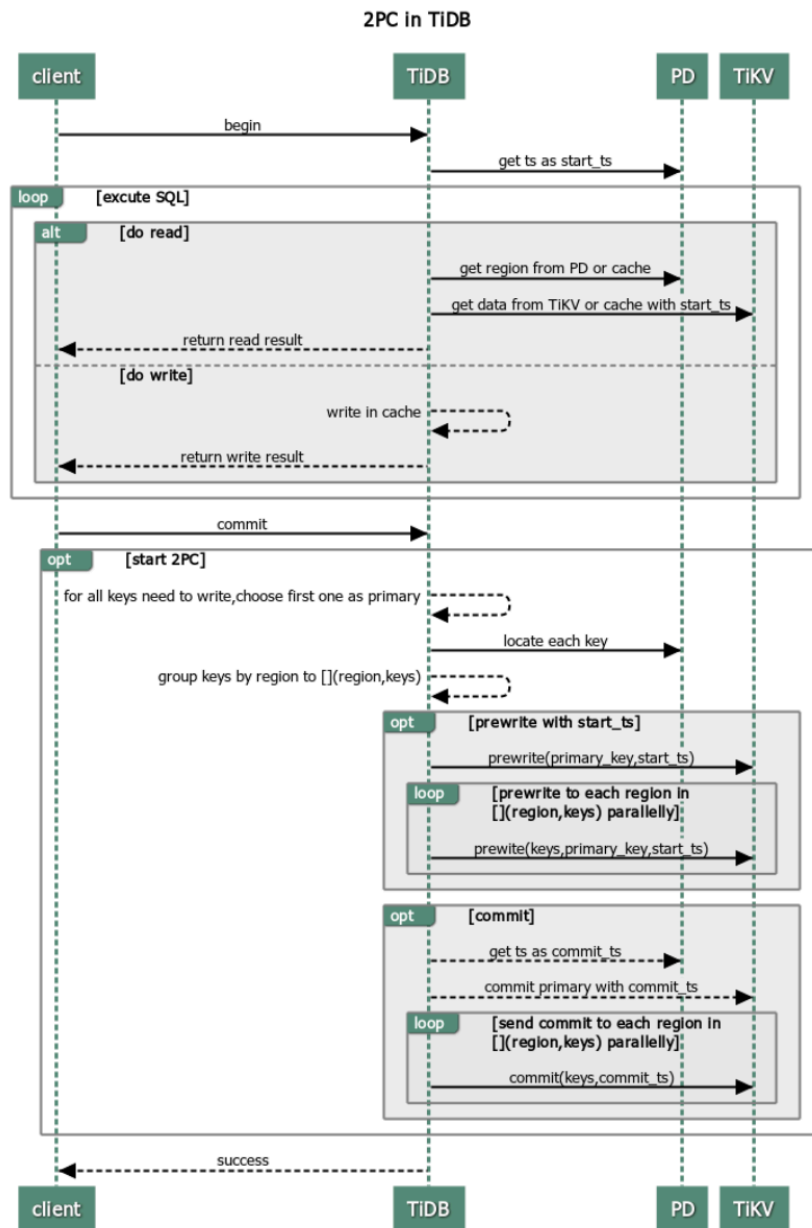 2PC in TiDB
client TiDB PD TiKV
begin
get ts as start_ts
loop [excute SQL]
alt [do read]
get region from PD or cache
get data from TiKV or cache with start_ts
return read result
[do write]
write in cache
return write result
commit
opt [start 2PC]
for all keys need to write,choose first one as primary
locate each key
group keys by region to [](region,keys)
opt [prewrite with start_ts]
prewrite(primary_key,start_ts)
loop [prewrite to each region in
[](region,keys) parallelly]
prewite(keys,primary_key,start_ts)
opt [commit]
get ts as commit_ts
commit primary with commit_ts
loop [send commit to each region in
[](region,keys) parallelly]
commit(keys,commit_ts)
success
client TiDB PD TiKV